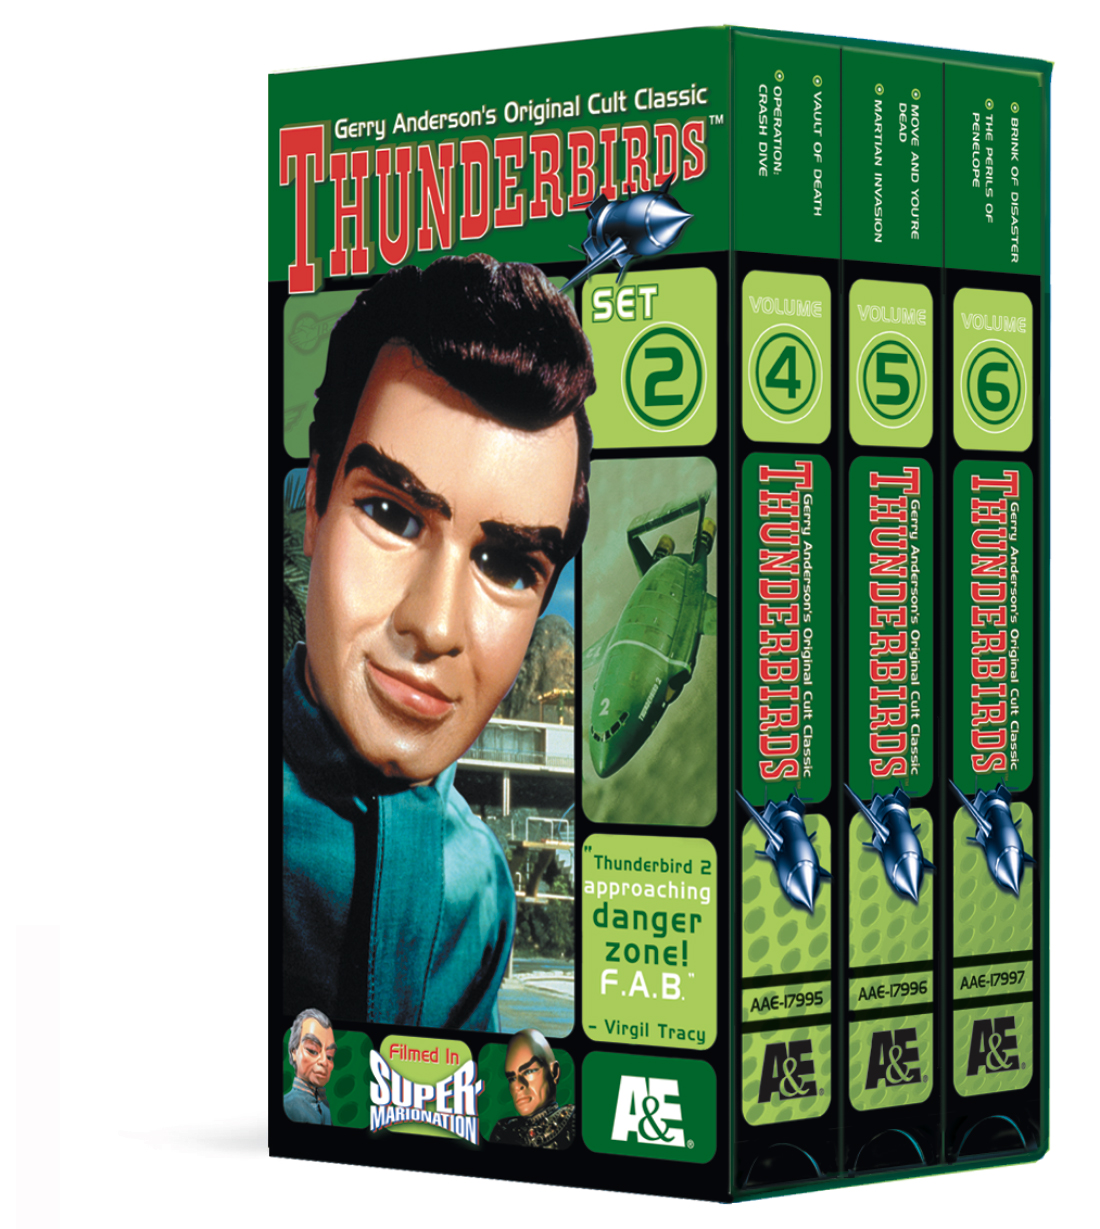 Gerry Anderson's Original Cult Classic
THUNDERBIRDS™
SET
2
2
THUNDERBIRD 2
"Thunderbird 2
approaching
danger
zone!
F.A.B."
- Virgil Tracy
Filmed In
SUPER-
MARIONATION
A&E®
VAULT OF DEATH
OPERATION:
CRASH DIVE
VOLUME
4
Gerry Anderson's Original Cult Classic
THUNDERBIRDS
AAE-17995
A&E®
MOVE AND YOU'RE
DEAD
MARTIAN INVASION
VOLUME
5
Gerry Anderson's Original Cult Classic
THUNDERBIRDS
AAE-17996
A&E®
BRINK OF DISASTER
THE PERILS OF
PENELOPE
VOLUME
6
Gerry Anderson's Original Cult Classic
THUNDERBIRDS
AAE-17997
A&E®